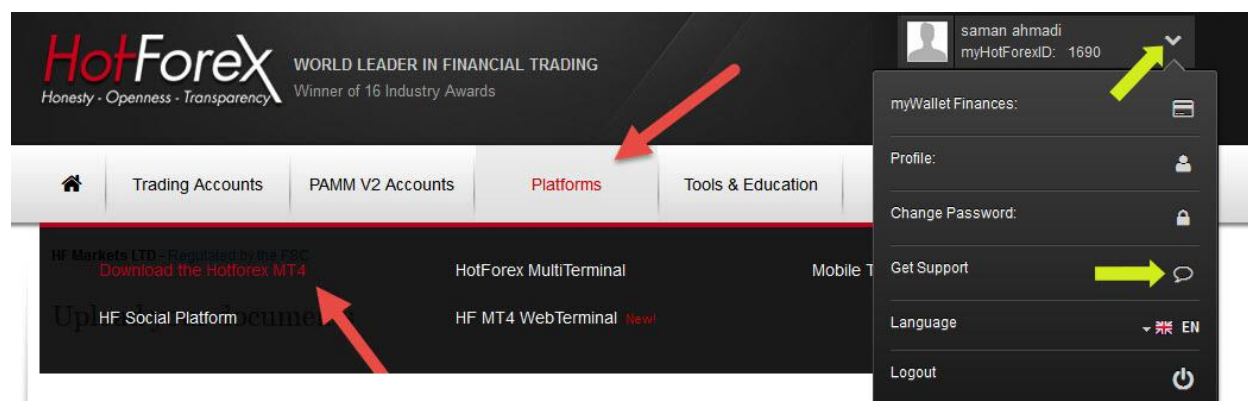 HotForex
Honesty - Openness - Transparency
WORLD LEADER IN FINANCIAL TRADING
Winner of 16 Industry Awards
saman ahmadi
myHotForexID: 1690
myWallet Finances:
Profile:
Change Password:
Get Support
Language
EN
Logout
Trading Accounts
PAMM V2 Accounts
Platforms
Tools & Education
HF Markets LTD - Regulated by the FSC
Download the Hotforex MT4
HotForex MultiTerminal
Mobile T
HF Social Platform
HF MT4 WebTerminal New!